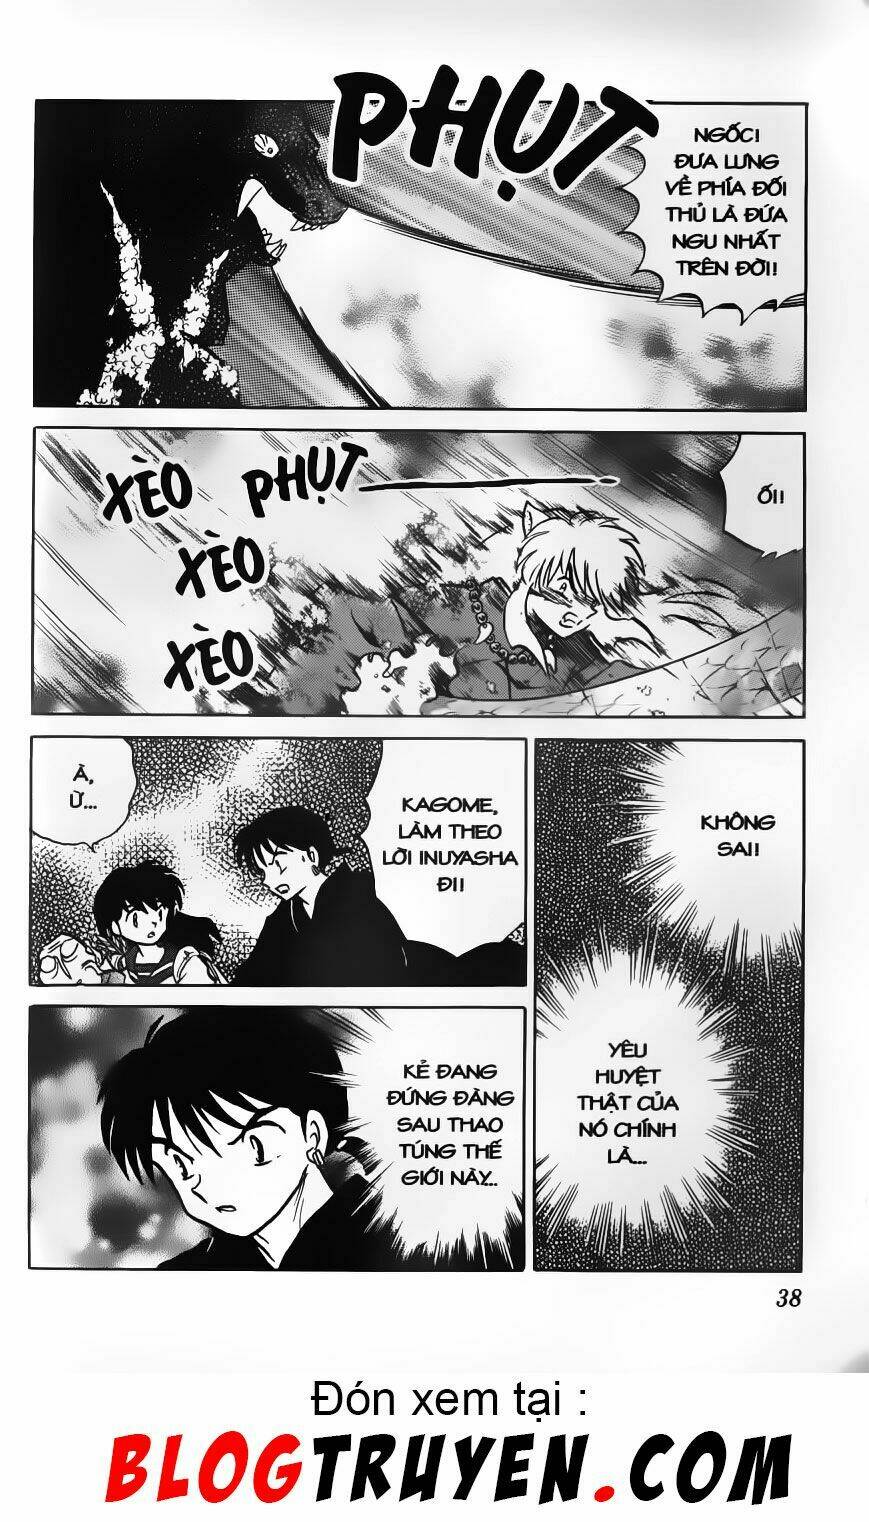 PHỤT
NGỐC!
ĐƯA LƯNG
VỀ PHÍA ĐỐI
THỦ LÀ ĐỨA
NGU NHẤT
TRÊN ĐỜI!
ỐI!
PHỤT
XÈO
XÈO
XÈO
KHÔNG
SAI!
YÊU
HUYỆT
THẬT CỦA
NÓ CHÍNH
LÀ...
KAGOME,
LÀM THEO
LỜI INUYASHA
ĐI!
À,
Ừ...
KẺ ĐANG
ĐỨNG ĐẰNG
SAU THAO
TÚNG THẾ
GIỚI NÀY...
38
Đón xem tại :
BLOGTRUYEN.COM